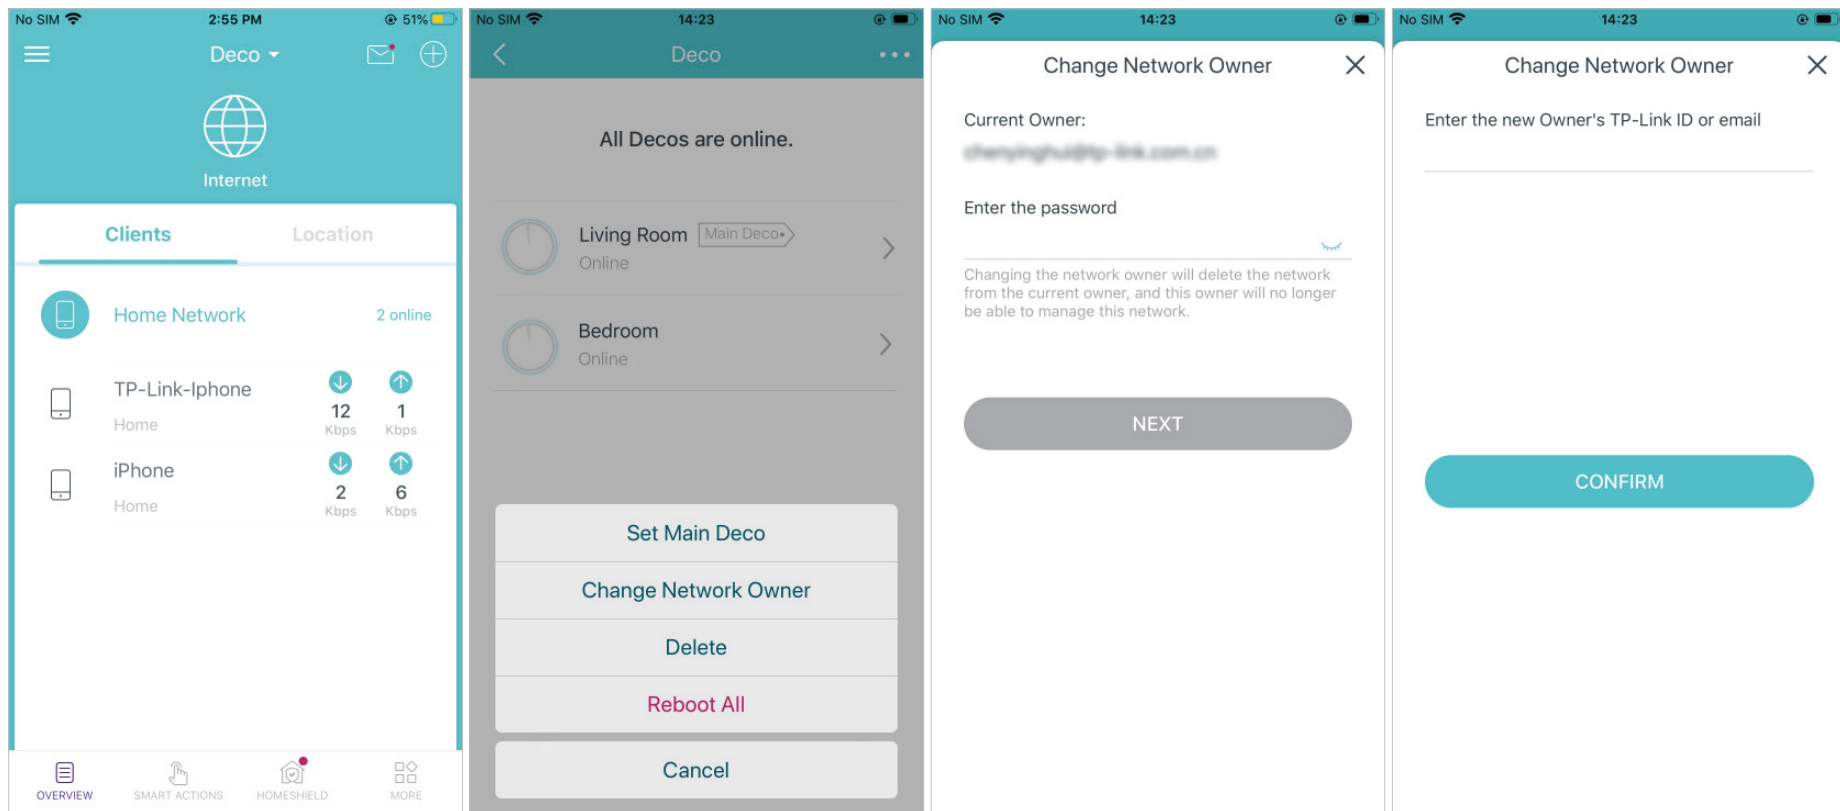 No SIM 2:55 PM 51%
Deco
Internet
Clients Location
Home Network 2 online
TP-Link-Iphone
12 1
Home Kbps Kbps
iPhone
2 6
Home Kbps Kbps
OVERVIEW SMART ACTIONS HOMESHIELD MORE
No SIM 14:23
Deco
All Decos are online.
Living Room Main Deco
Online
Bedroom
Online
Set Main Deco
Change Network Owner
Delete
Reboot All
Cancel
No SIM 14:23
Change Network Owner
Current Owner:
Enter the password
Changing the network owner will delete the network
from the current owner, and this owner will no longer
be able to manage this network.
NEXT
No SIM 14:23
Change Network Owner
Enter the new Owner's TP-Link ID or email
CONFIRM